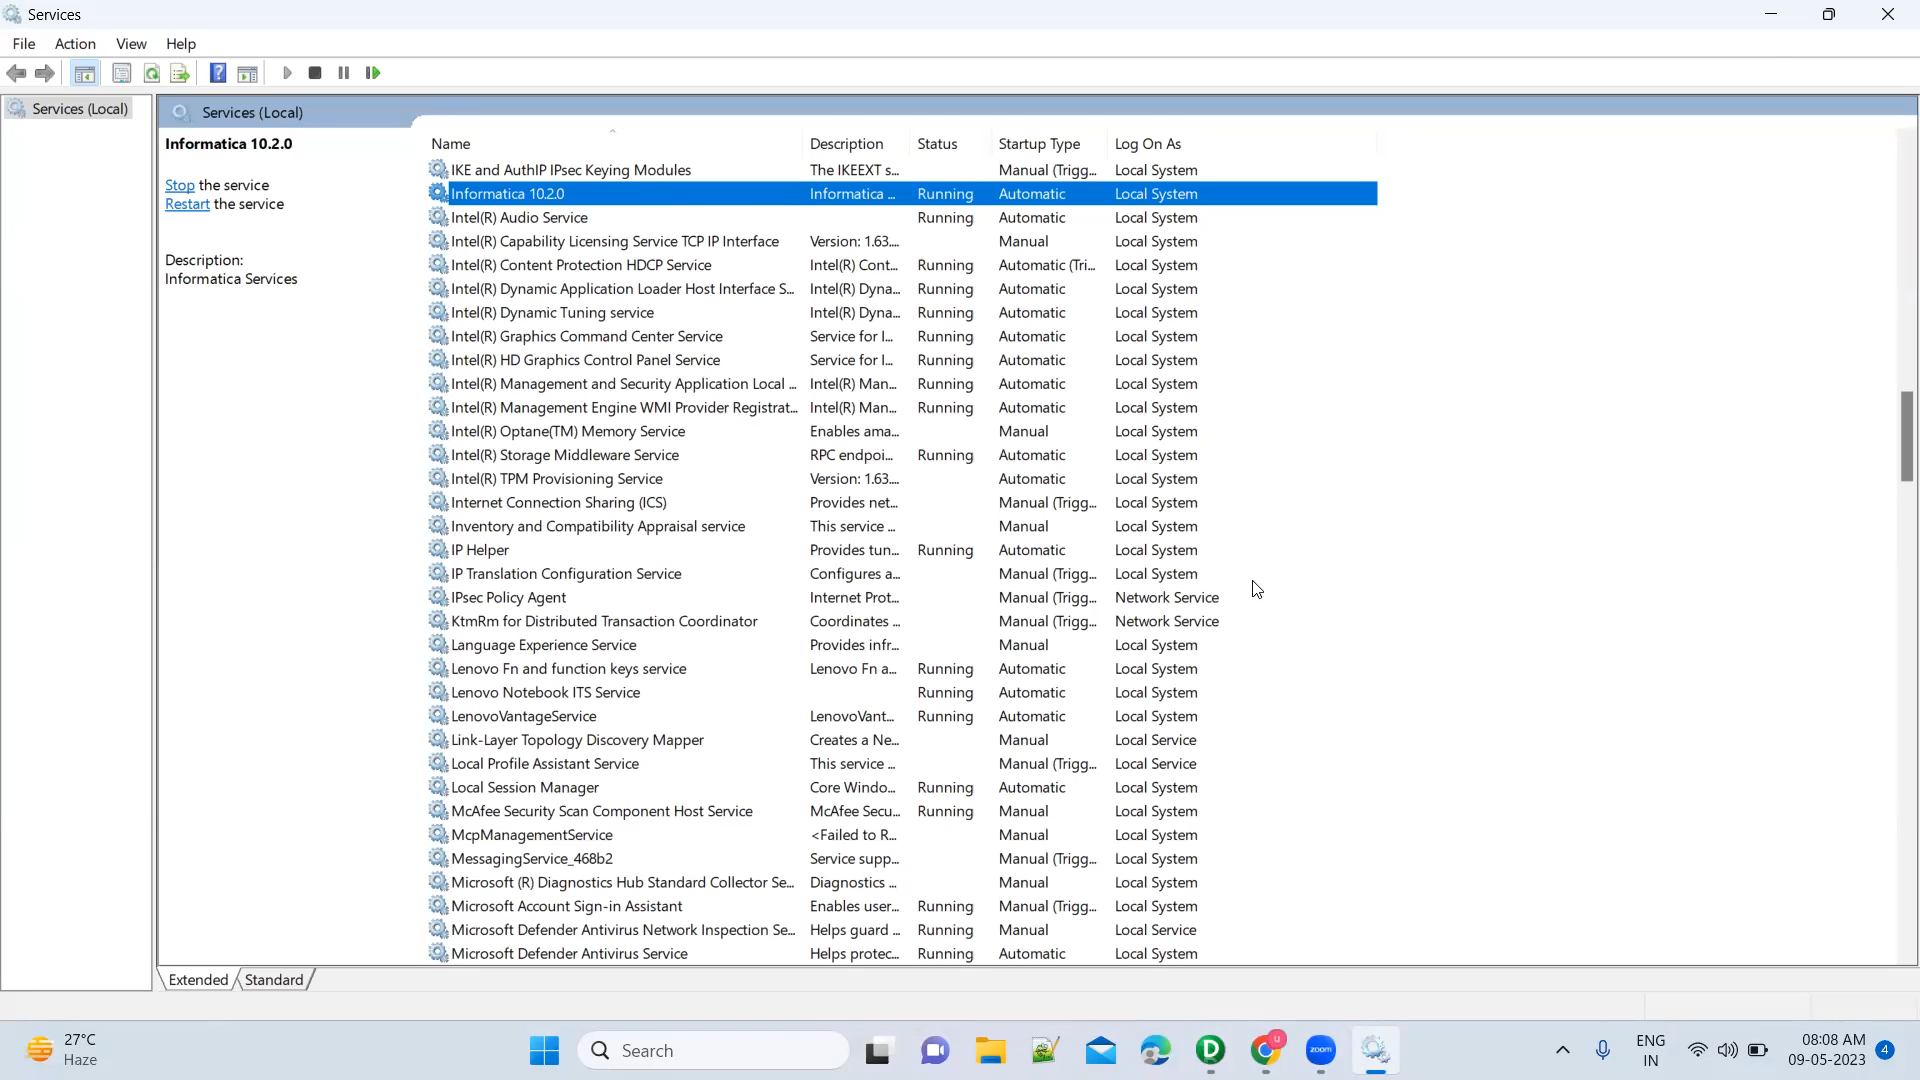 Services
File Action View Help
Services (Local)
Services (Local)
Informatica 10.2.0
Stop the service
Restart the service
Description:
Informatica Services
Name Description Status Startup Type Log On As
IKE and AuthIP IPsec Keying Modules The IKEEXT s... Manual (Trigg... Local System
Informatica 10.2.0 Informatica ... Running Automatic Local System
Intel(R) Audio Service Running Automatic Local System
Intel(R) Capability Licensing Service TCP IP Interface Version: 1.63.... Manual Local System
Intel(R) Content Protection HDCP Service Intel(R) Cont... Running Automatic (Tri... Local System
Intel(R) Dynamic Application Loader Host Interface S... Intel(R) Dyna... Running Automatic Local System
Intel(R) Dynamic Tuning service Intel(R) Dyna... Running Automatic Local System
Intel(R) Graphics Command Center Service Service for I... Running Automatic Local System
Intel(R) HD Graphics Control Panel Service Service for I... Running Automatic Local System
Intel(R) Management and Security Application Local ... Intel(R) Man... Running Automatic Local System
Intel(R) Management Engine WMI Provider Registrat... Intel(R) Man... Running Automatic Local System
Intel(R) Optane(TM) Memory Service Enables ama... Manual Local System
Intel(R) Storage Middleware Service RPC endpoi... Running Automatic Local System
Intel(R) TPM Provisioning Service Version: 1.63.... Automatic Local System
Internet Connection Sharing (ICS) Provides net... Manual (Trigg... Local System
Inventory and Compatibility Appraisal service This service ... Manual Local System
IP Helper Provides tun... Running Automatic Local System
IP Translation Configuration Service Configures a... Manual (Trigg... Local System
IPsec Policy Agent Internet Prot... Manual (Trigg... Network Service
KtmRm for Distributed Transaction Coordinator Coordinates ... Manual (Trigg... Network Service
Language Experience Service Provides infr... Manual Local System
Lenovo Fn and function keys service Lenovo Fn a... Running Automatic Local System
Lenovo Notebook ITS Service Running Automatic Local System
LenovoVantageService LenovoVant... Running Automatic Local System
Link-Layer Topology Discovery Mapper Creates a Ne... Manual Local Service
Local Profile Assistant Service This service ... Manual (Trigg... Local Service
Local Session Manager Core Windo... Running Automatic Local System
McAfee Security Scan Component Host Service McAfee Secu... Running Manual Local System
McpManagementService <Failed to R... Manual Local System
MessagingService_468b2 Service supp... Manual (Trigg... Local System
Microsoft (R) Diagnostics Hub Standard Collector Se... Diagnostics ... Manual Local System
Microsoft Account Sign-in Assistant Enables user... Running Manual (Trigg... Local System
Microsoft Defender Antivirus Network Inspection Se... Helps guard ... Running Manual Local Service
Microsoft Defender Antivirus Service Helps protec... Running Automatic Local System
Extended Standard
27°C
Haze
Search
zoom
ENG
IN
08:08 AM
09-05-2023
4